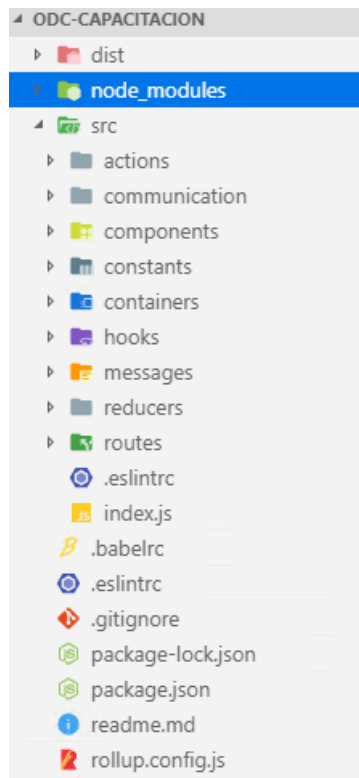 ODC-CAPACITACION
dist
node_modules
src
actions
communication
components
constants
containers
hooks
messages
reducers
routes
.eslintrc
JS index.js
.babelrc
.eslintrc
.gitignore
package-lock.json
package.json
readme.md
rollup.config.js